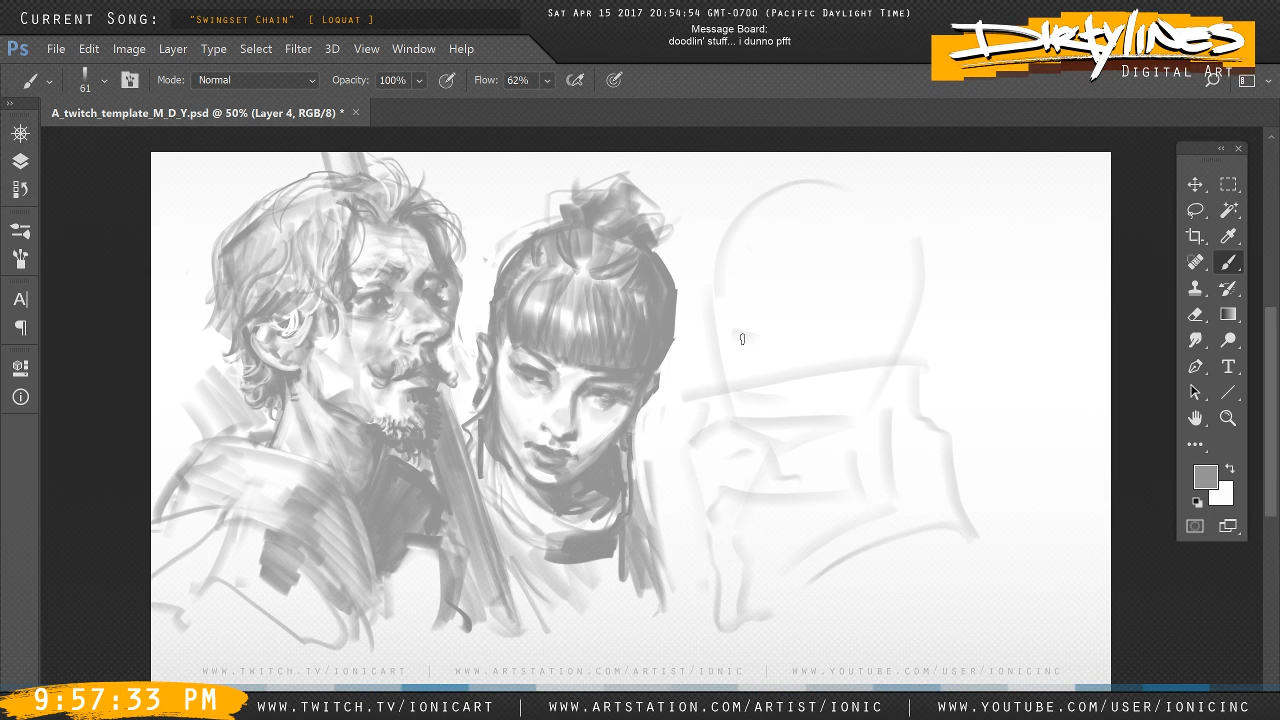 Current Song:
"Swingset Chain" [ Loquat ]
Sat Apr 15 2017 20:54:54 GMT-0700 (Pacific Daylight Time)
Message Board:
doodlin' stuff... i dunno pfft
Dirtylines
Digital Art
Ps File Edit Image Layer Type Select Filter 3D View Window Help
61 Mode: Normal Opacity: 100% Flow: 62%
A_twitch_template_M_D_Y.psd @ 50% (Layer 4, RGB/8) *
www.twitch.tv/ionicart | www.artstation.com/artist/ionic | www.youtube.com/user/ionicinc
9:57:33 PM
www.twitch.tv/ionicart | www.artstation.com/artist/ionic | www.youtube.com/user/ionicinc